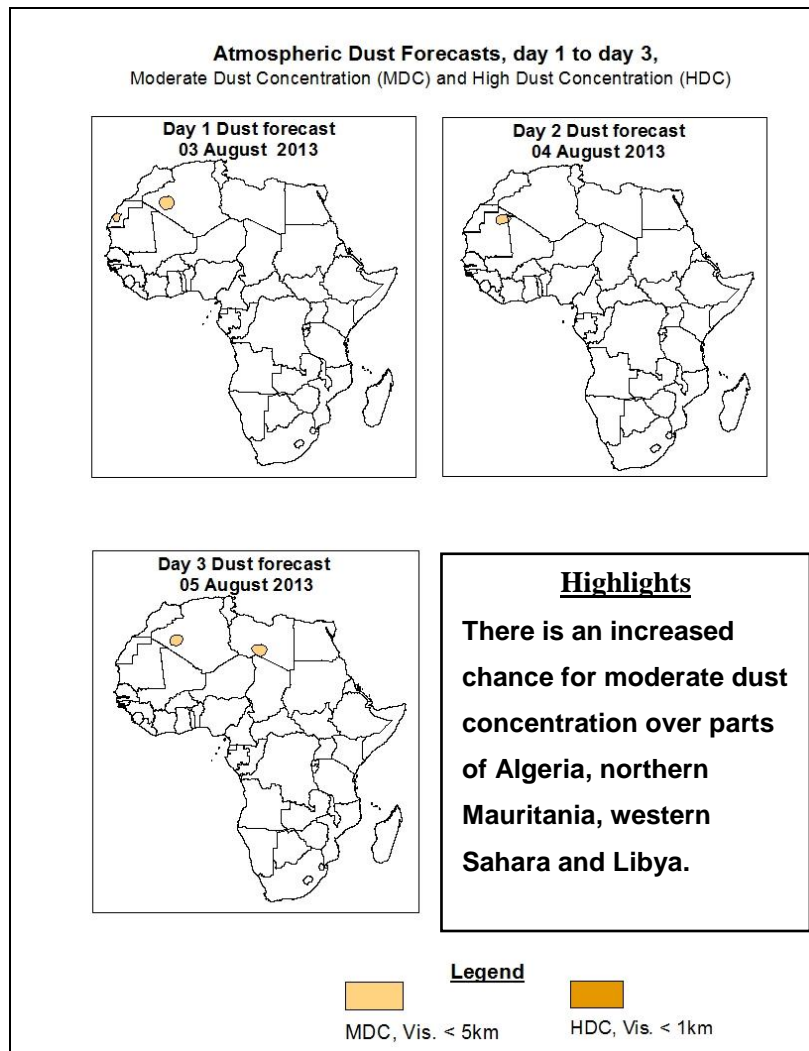 Atmospheric Dust Forecasts, day 1 to day 3,
Moderate Dust Concentration (MDC) and High Dust Concentration (HDC)
Day 1 Dust forecast
03 August 2013
Day 2 Dust forecast
04 August 2013
Day 3 Dust forecast
05 August 2013
Highlights
There is an increased
chance for moderate dust
concentration over parts
of Algeria, northern
Mauritania, western
Sahara and Libya.
Legend
MDC, Vis. < 5km
HDC, Vis. < 1km